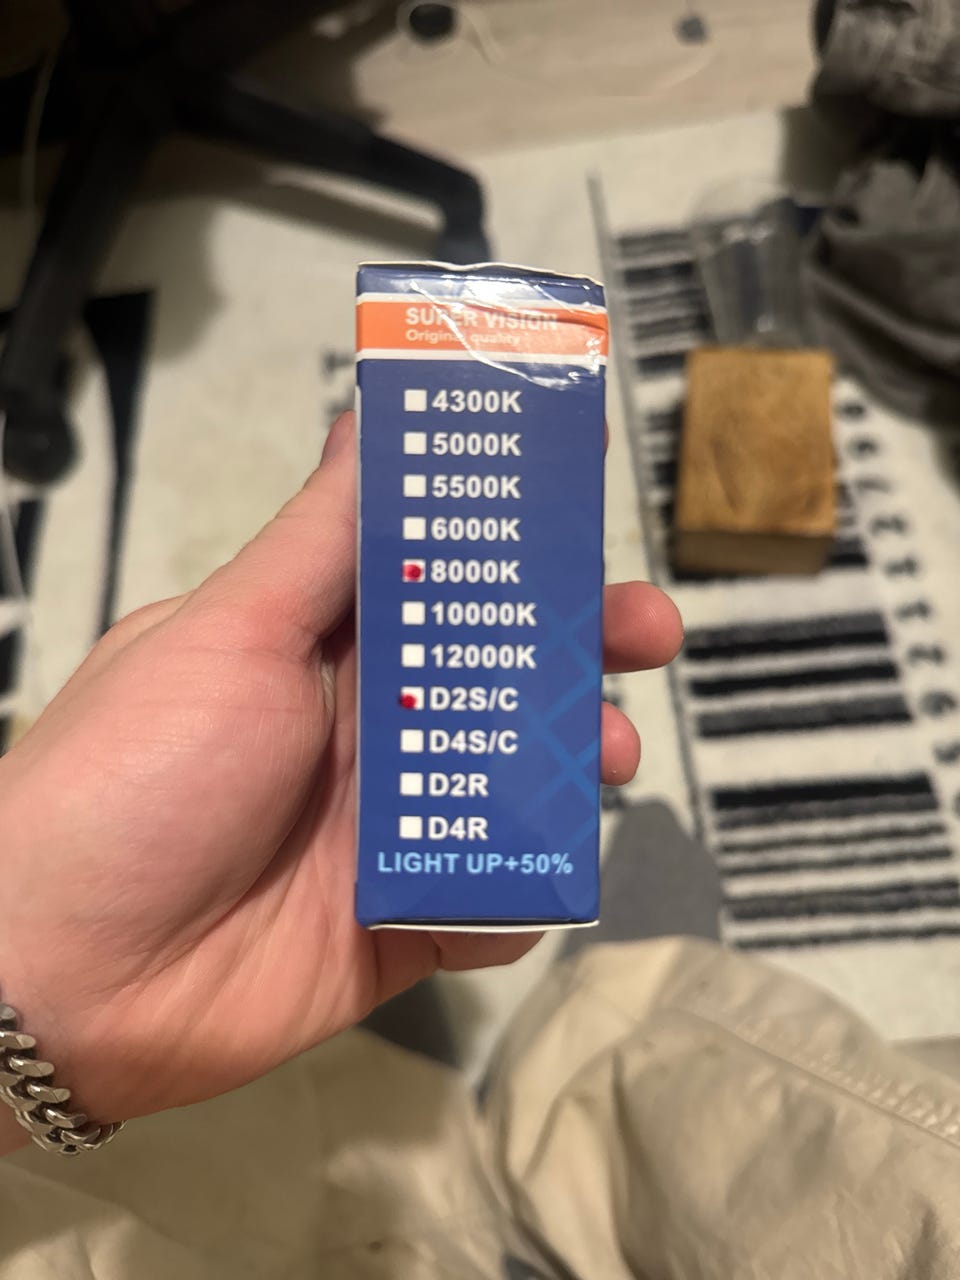 SUPER VISION
Original quality
4300K
5000K
5500K
6000K
8000K
10000K
12000K
D2S/C
D4S/C
D2R
D4R
LIGHT UP+50%